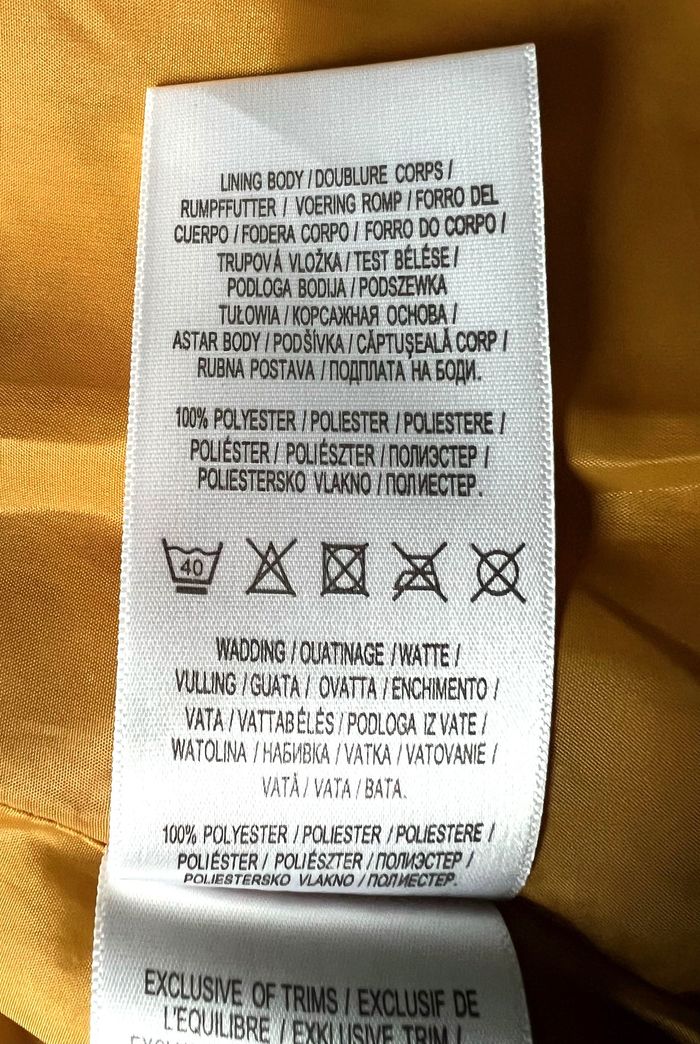 LINING BODY / DOUBLURE CORPS /
RUMPFFUTTER / VOERING ROMP / FORRO DEL
CUERPO / FODERA CORPO / FORRO DO CORPO /
TRUPOVÁ VLOŽKA / TEST BÉLÉSE /
PODLOGA BODIJA / PODSZEWKA
TUŁOWIA / КОРСАЖНАЯ ОСНОВА /
ASTAR BODY / PODŠÍVKA / CĂPTUȘEALĂ CORP /
RUBNA POSTAVA / ПОДПЛАТА НА БОДИ.
100% POLYESTER / POLIESTER / POLIESTERE /
POLIÉSTER / POLIÉSZTER / ПОЛИЭСТЕР /
POLIESTERSKO VLAKNO / ПОЛИЕСТЕР.
40
WADDING / OUATINAGE / WATTE /
VULLING / GUATA / OVATTA / ENCHIMENTO /
VATA / VATTABÉLÉS / PODLOGA IZ VATE /
WATOLINA / НАБИВКА / VATKA / VATOVANIE /
VATĂ / VATA / ВАТА.
100% POLYESTER / POLIESTER / POLIESTERE /
POLIÉSTER / POLIÉSZTER / ПОЛИЭСТЕР /
POLIESTERSKO VLAKNO / ПОЛИЕСТЕР.
EXCLUSIVE OF TRIMS / EXCLUSIF DE
L'ÉQUILIBRE / EXKLUSIVE TRIM /